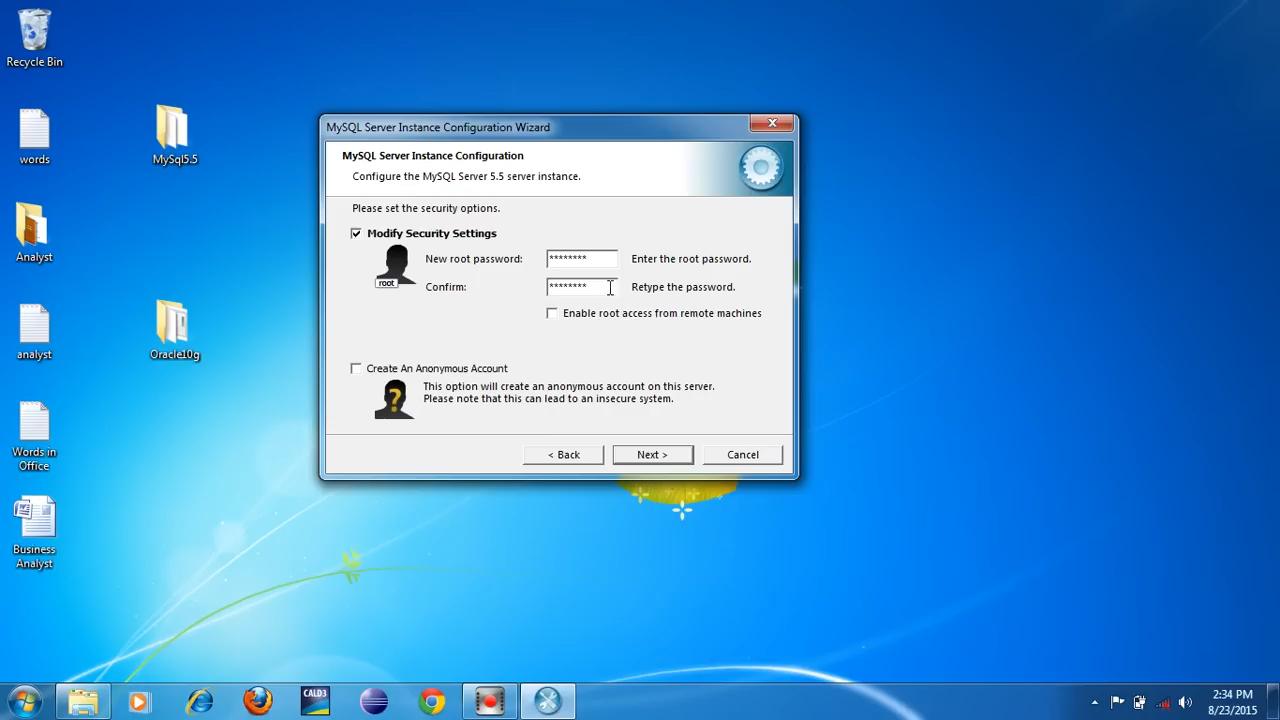 Recycle Bin
words
MySql5.5
Analyst
analyst
Oracle10g
Words in
Office
Business
Analyst
MySQL Server Instance Configuration Wizard
MySQL Server Instance Configuration
Configure the MySQL Server 5.5 server instance.
Please set the security options.
Modify Security Settings
root
New root password:
********
Enter the root password.
Confirm:
********
Retype the password.
Enable root access from remote machines
Create An Anonymous Account
This option will create an anonymous account on this server.
Please note that this can lead to an insecure system.
< Back
Next >
Cancel
CALD3
2:34 PM
8/23/2015